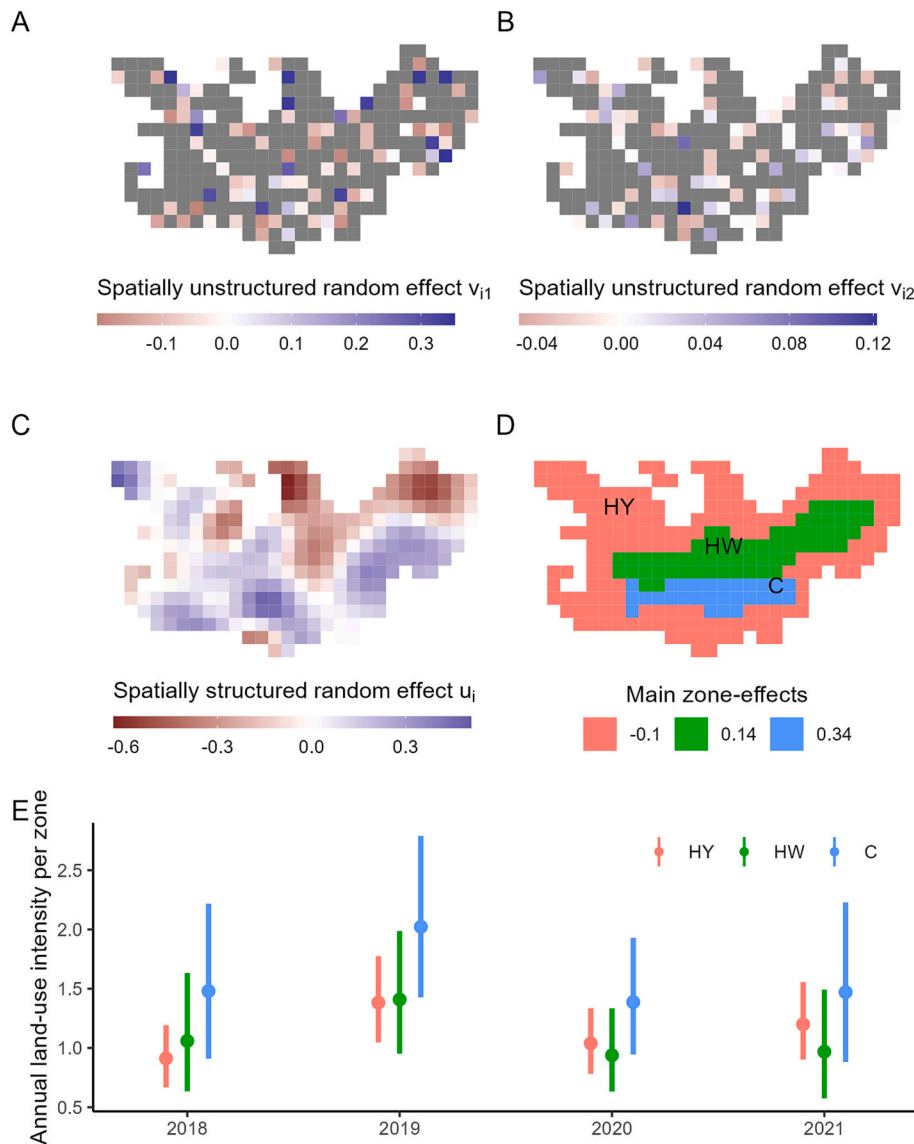 A
B
Spatially unstructured random effect v_i1
-0.1 0.0 0.1 0.2 0.3
Spatially unstructured random effect v_i2
-0.04 0.00 0.04 0.08 0.12
C
D
HY
HW
C
Spatially structured random effect u_i
-0.6 -0.3 0.0 0.3
Main zone-effects
-0.1 0.14 0.34
E
Annual land-use intensity per zone
HY HW C
2.5
2.0
1.5
1.0
0.5
2018 2019 2020 2021